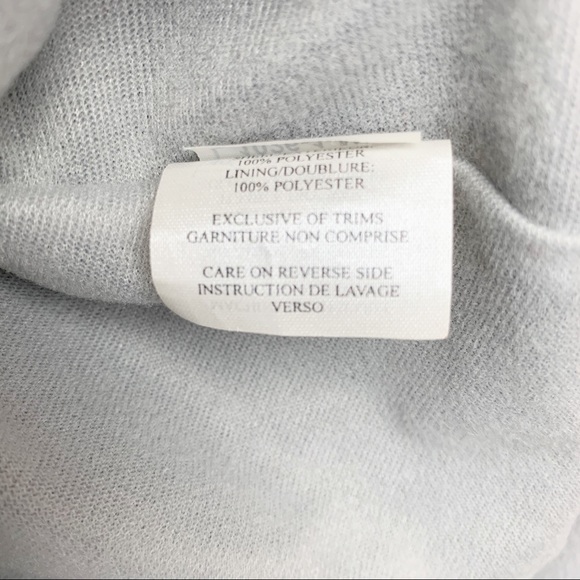 100% POLYESTER
LINING/DOUBLURE:
100% POLYESTER
EXCLUSIVE OF TRIMS
GARNITURE NON COMPRISE
CARE ON REVERSE SIDE
INSTRUCTION DE LAVAGE
VERSO